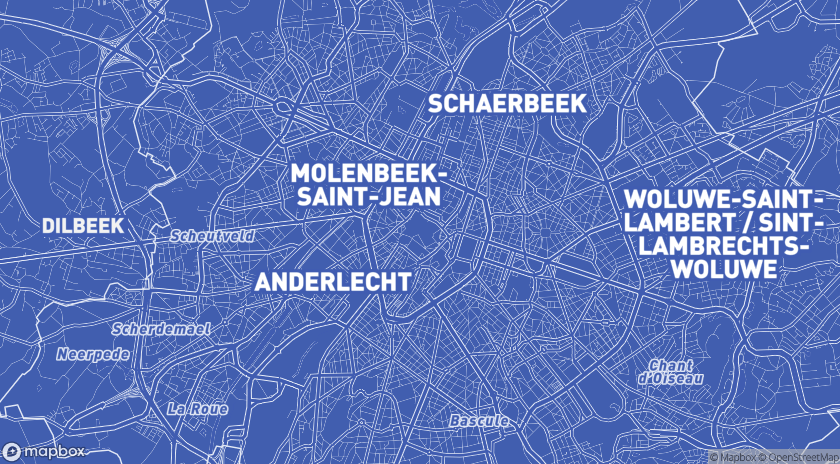 SCHAERBEEK
MOLENBEEK-
SAINT-JEAN
WOLUWE-SAINT-
LAMBERT / SINT-
LAMBRECHTS-
WOLUWE
DILBEEK
Scheutveld
ANDERLECHT
Scherdemael
Neerpede
Chant
d'Oiseau
La Roue
Bascule
mapbox
© Mapbox © OpenStreetMap